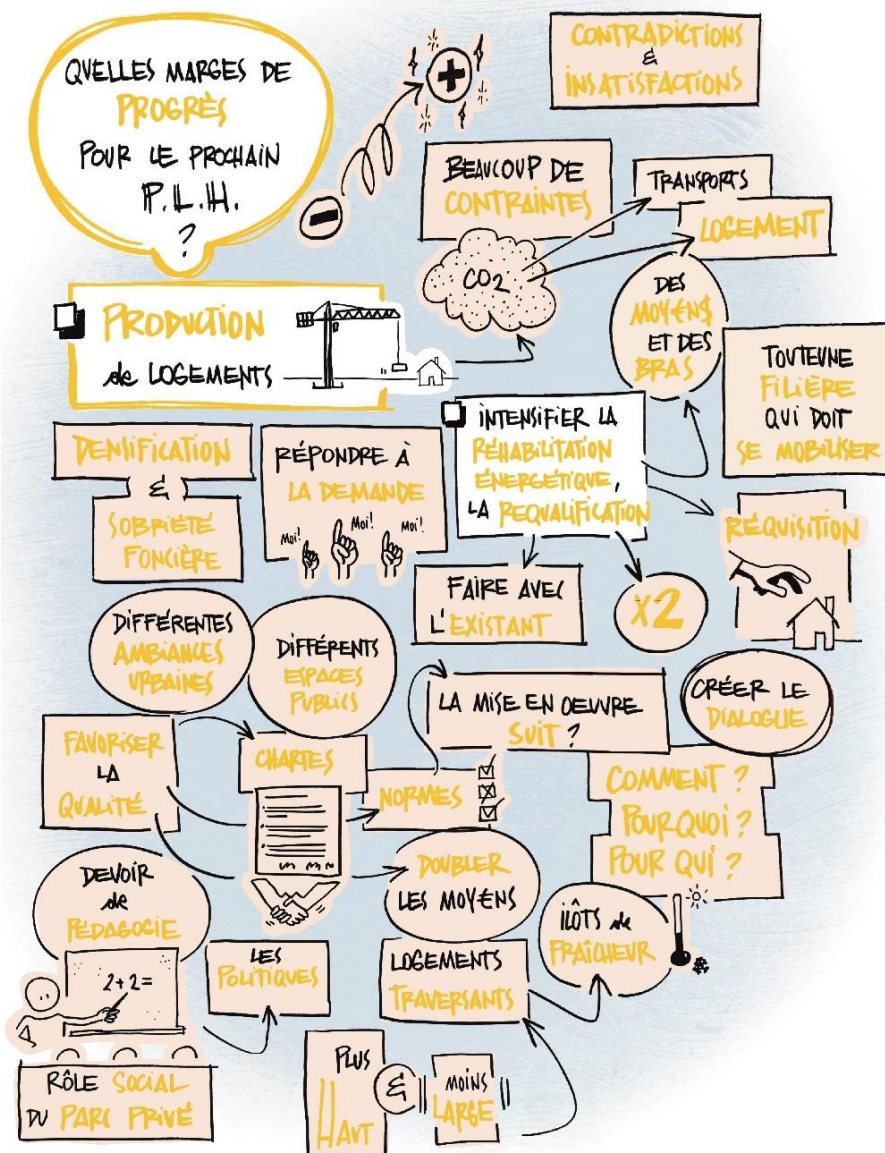 QUELLES MARGES DE
PROGRÈS
POUR LE PROCHAIN
P.L.H.
?
CONTRADICTIONS
&
INSATISFACTIONS
BEAUCOUP DE
CONTRAINTES
TRANSPORTS
LOGEMENT
CO2
PRODUCTION
de LOGEMENTS
DES
MOY€N$
ET DES
BRAS
TOUTE UNE
FILIÈRE
QUI DOIT
SE MOBILISER
DENSIFICATION
&
SOBRIÉTÉ
FONCIÈRE
RÉPONDRE À
LA DEMANDE
Moi! Moi! Moi!
INTENSIFIER LA
RÉHABILITATION
ÉNERGÉTIQUE,
LA REQUALIFICATION
RÉQUISITION
FAIRE AVEC
L'EXISTANT
X2
DIFFÉRENTES
AMBIANCES
URBAINES
DIFFÉRENTS
ESPACES
PUBLICS
LA MISE EN OEUVRE
SUIT ?
CRÉER LE
DIALOGUE
FAVORISER
LA
QUALITÉ
CHARTES
NORMES
COMMENT ?
POURQUOI ?
POUR QUI ?
DOUBLER
LES MOY€NS
DEVOIR
de
PÉDAGOGIE
2+2=
LES
POLITIQUES
LOGEMENTS
TRAVERSANTS
ILÔTS de
FRAÎCHEUR
RÔLE SOCIAL
DU PARC PRIVÉ
PLUS
HAUT
&
MOINS
LARGE